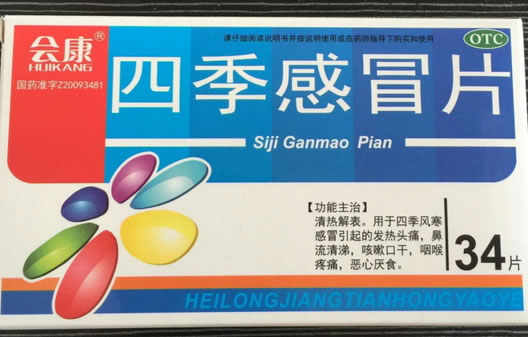 会康®
HUIKANG
国药准字Z20093481
请仔细阅读说明书并按说明使用或在药师指导下购买和使用
OTC
四季感冒片
Siji Ganmao Pian
【功能主治】
清热解表。用于四季风寒
感冒引起的发热头痛，鼻
流清涕，咳嗽口干，咽喉
疼痛，恶心厌食。
34片
HEILONGJIANGTIANHONGYAOYE